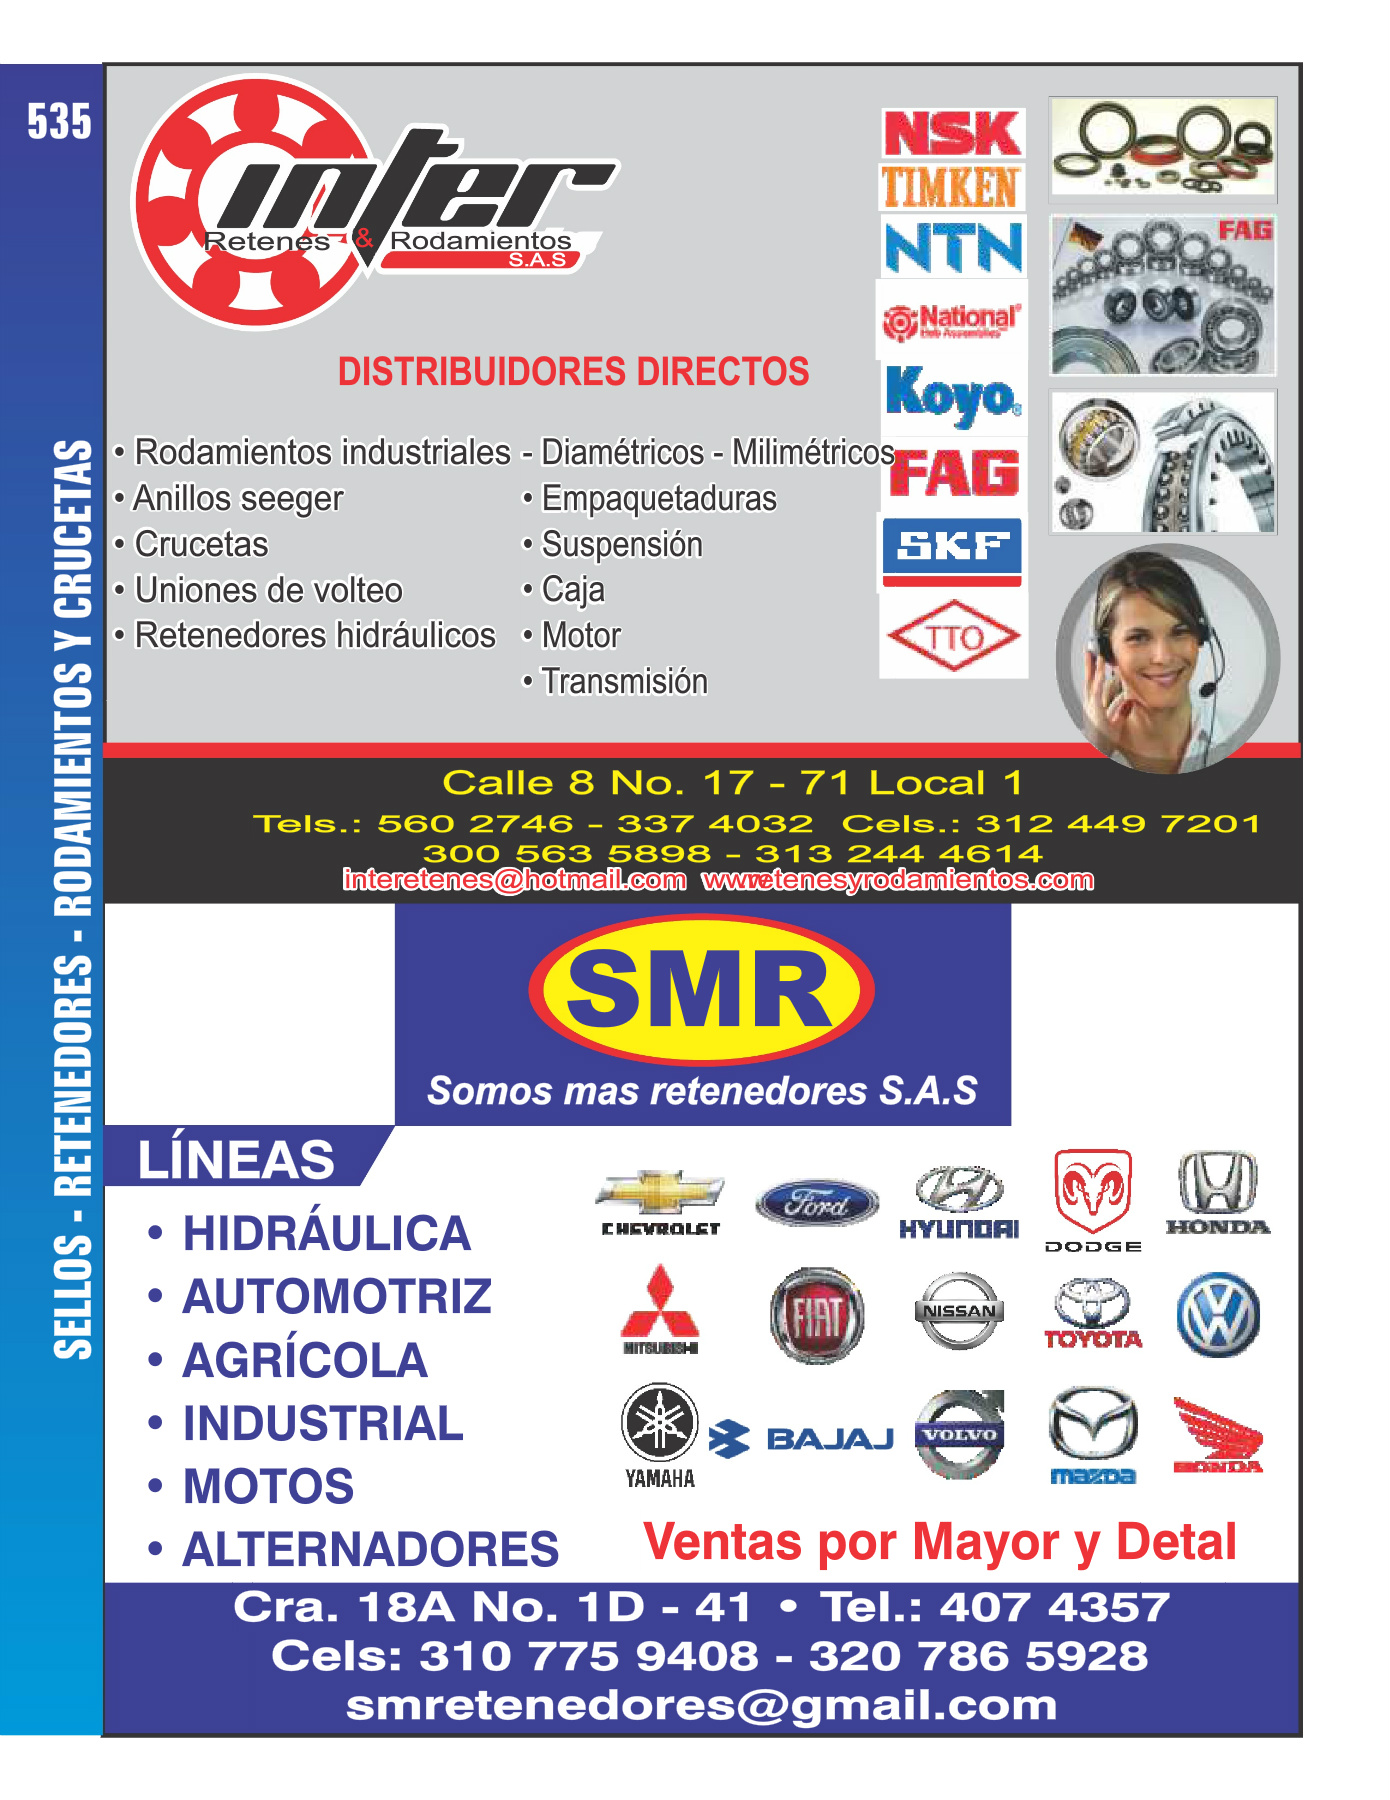 535
SELLOS - RETENEDORES - RODAMIENTOS Y CRUCETAS
inter
Retenes & Rodamientos
S.A.S
NSK
TIMKEN
NTN
National®
Hub Assemblies
Koyo®
FAG
SKF
TTO
FAG
DISTRIBUIDORES DIRECTOS
• Rodamientos industriales - Diamétricos - Milimétricos
• Anillos seeger
• Crucetas
• Uniones de volteo
• Retenedores hidráulicos
• Empaquetaduras
• Suspensión
• Caja
• Motor
• Transmisión
Calle 8 No. 17 - 71 Local 1
Tels.: 560 2746 - 337 4032 Cels.: 312 449 7201
300 563 5898 - 313 244 4614
interetenes@hotmail.com www.retenesyrodamientos.com
SMR
Somos mas retenedores S.A.S
LÍNEAS
• HIDRÁULICA
• AUTOMOTRIZ
• AGRÍCOLA
• INDUSTRIAL
• MOTOS
• ALTERNADORES
CHEVROLET
Ford
HYUNDAI
DODGE
HONDA
MITSUBISHI
FIAT
NISSAN
TOYOTA
VW
YAMAHA
BAJAJ
VOLVO
mazda
HONDA
Ventas por Mayor y Detal
Cra. 18A No. 1D - 41 • Tel.: 407 4357
Cels: 310 775 9408 - 320 786 5928
smretenedores@gmail.com